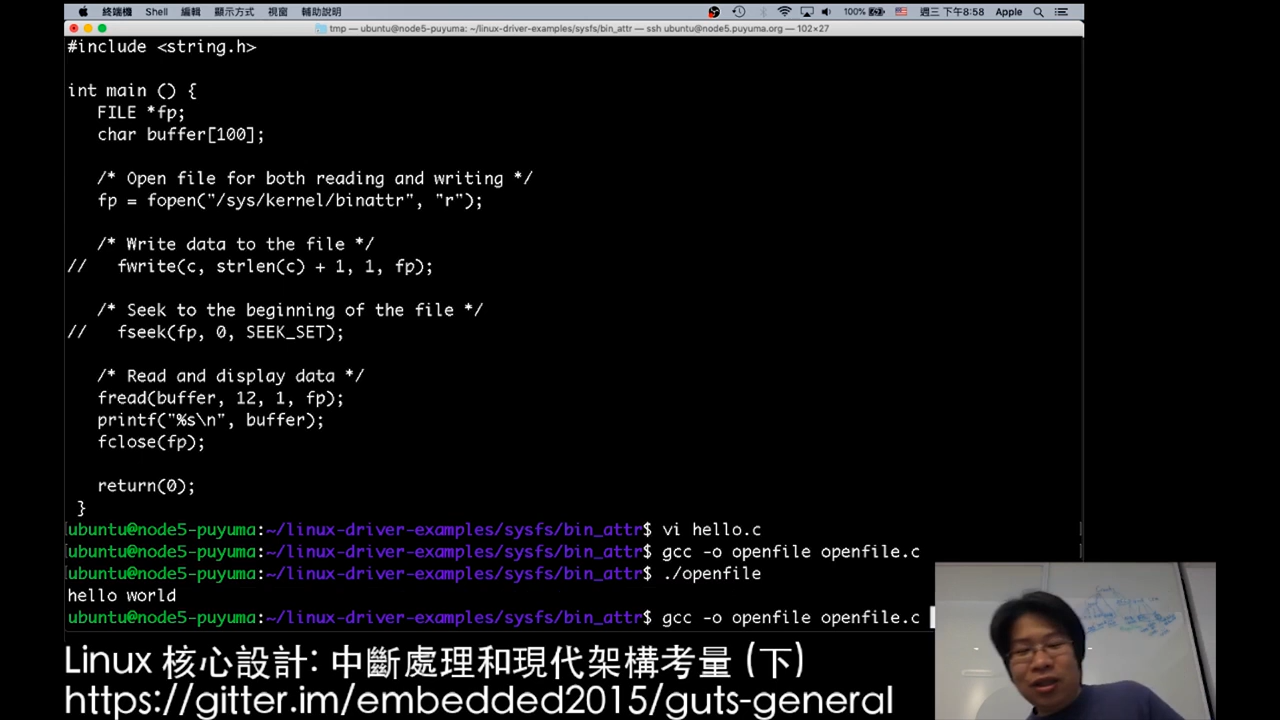 終端機 Shell 編輯 顯示方式 視窗 輔助說明 100% 週三下午8:58 Apple
tmp — ubuntu@node5-puyuma: ~/linux-driver-examples/sysfs/bin_attr — ssh ubuntu@node5.puyuma.org — 102×27
#include <string.h>
int main () {
FILE *fp;
char buffer[100];
/* Open file for both reading and writing */
fp = fopen("/sys/kernel/binattr", "r");
/* Write data to the file */
// fwrite(c, strlen(c) + 1, 1, fp);
/* Seek to the beginning of the file */
// fseek(fp, 0, SEEK_SET);
/* Read and display data */
fread(buffer, 12, 1, fp);
printf("%s\n", buffer);
fclose(fp);
return(0);
}
ubuntu@node5-puyuma:~/linux-driver-examples/sysfs/bin_attr$ vi hello.c
ubuntu@node5-puyuma:~/linux-driver-examples/sysfs/bin_attr$ gcc -o openfile openfile.c
ubuntu@node5-puyuma:~/linux-driver-examples/sysfs/bin_attr$ ./openfile
hello world
ubuntu@node5-puyuma:~/linux-driver-examples/sysfs/bin_attr$ gcc -o openfile openfile.c
Linux 核心設計: 中斷處理和現代架構考量 (下)
https://gitter.im/embedded2015/guts-general